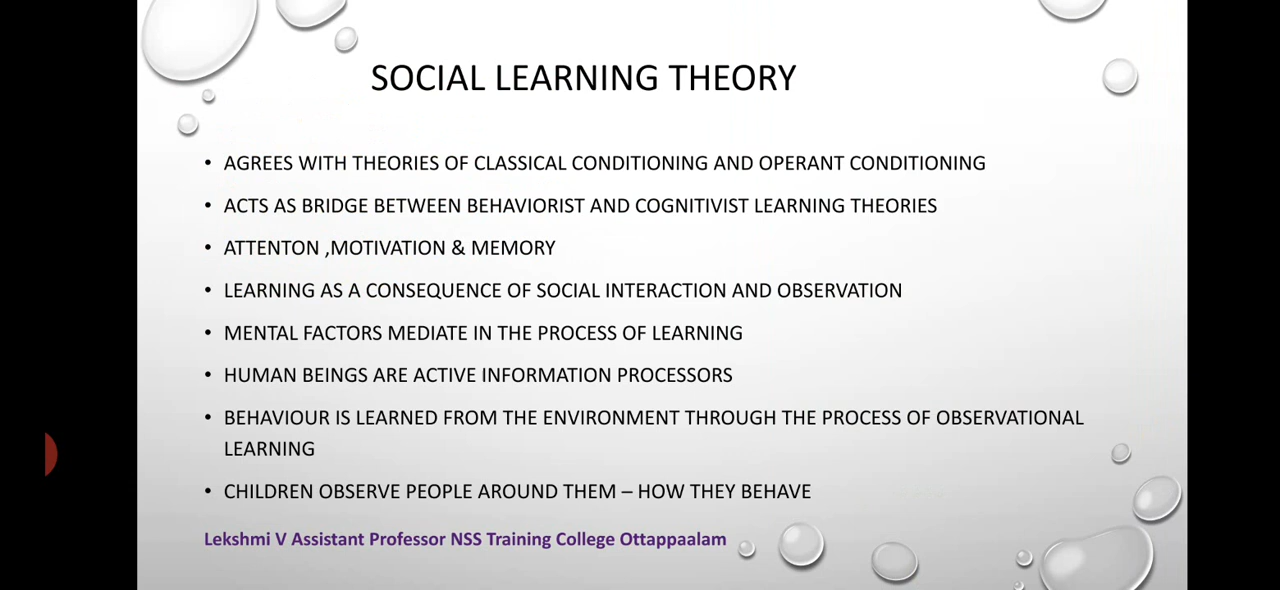 SOCIAL LEARNING THEORY
• AGREES WITH THEORIES OF CLASSICAL CONDITIONING AND OPERANT CONDITIONING
• ACTS AS BRIDGE BETWEEN BEHAVIORIST AND COGNITIVIST LEARNING THEORIES
• ATTENTON ,MOTIVATION & MEMORY
• LEARNING AS A CONSEQUENCE OF SOCIAL INTERACTION AND OBSERVATION
• MENTAL FACTORS MEDIATE IN THE PROCESS OF LEARNING
• HUMAN BEINGS ARE ACTIVE INFORMATION PROCESSORS
• BEHAVIOUR IS LEARNED FROM THE ENVIRONMENT THROUGH THE PROCESS OF OBSERVATIONAL
LEARNING
• CHILDREN OBSERVE PEOPLE AROUND THEM – HOW THEY BEHAVE
Lekshmi V Assistant Professor NSS Training College Ottappaalam